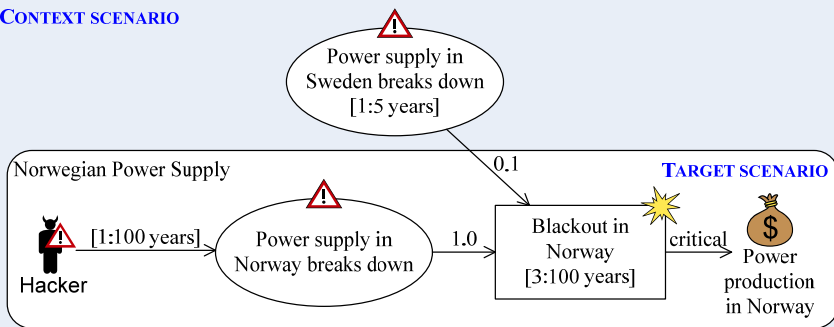 CONTEXT SCENARIO
Power supply in
Sweden breaks down
[1:5 years]
0.1
Norwegian Power Supply
TARGET SCENARIO
Hacker
[1:100 years]
Power supply in
Norway breaks down
1.0
Blackout in
Norway
[3:100 years]
critical
$
Power
production
in Norway